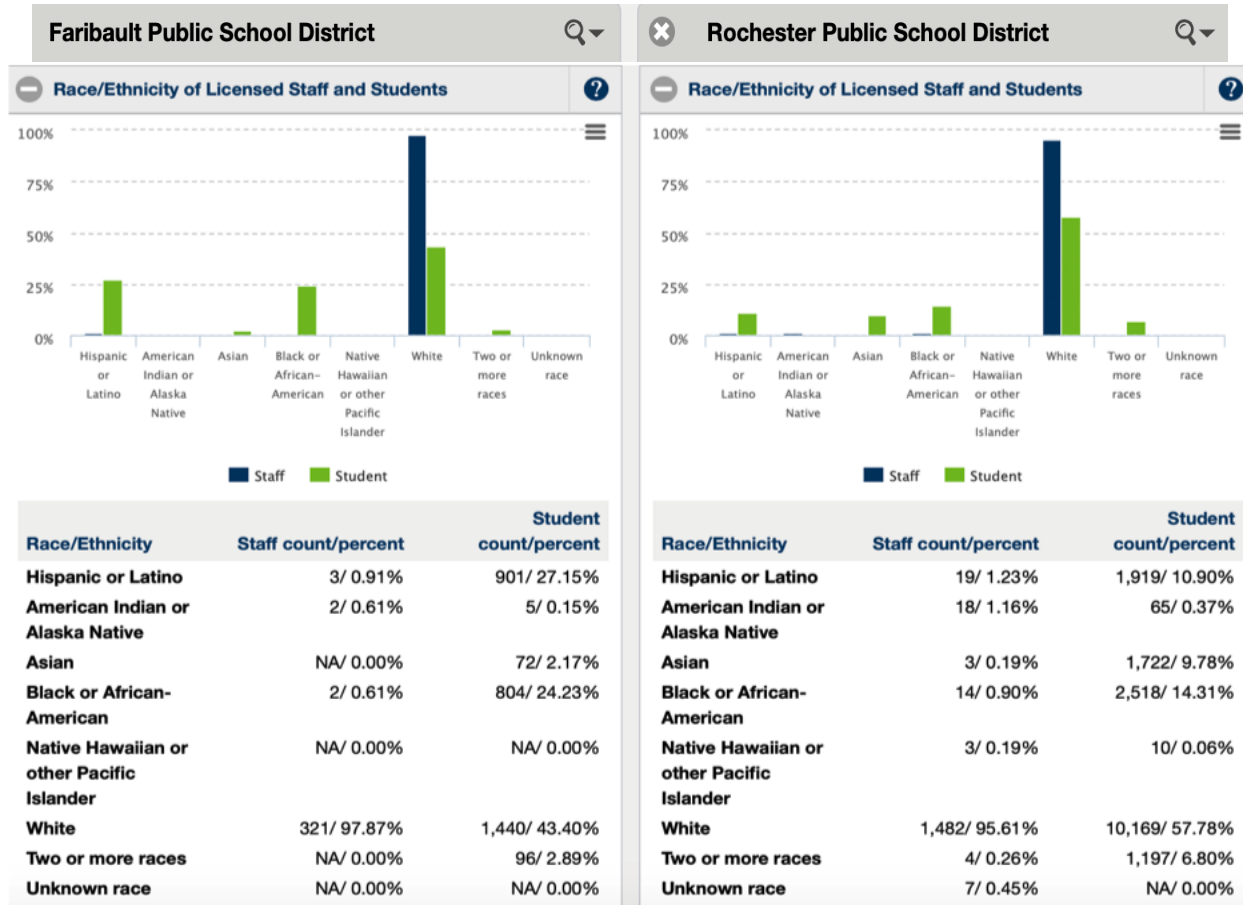 Faribault Public School District
Race/Ethnicity of Licensed Staff and Students
?
100%
75%
50%
25%
0%
Hispanic or Latino
American Indian or Alaska Native
Asian
Black or African-American
Native Hawaiian or other Pacific Islander
White
Two or more races
Unknown race
Staff
Student
Race/Ethnicity Staff count/percent Student count/percent
Hispanic or Latino 3/ 0.91% 901/ 27.15%
American Indian or Alaska Native 2/ 0.61% 5/ 0.15%
Asian NA/ 0.00% 72/ 2.17%
Black or African-American 2/ 0.61% 804/ 24.23%
Native Hawaiian or other Pacific Islander NA/ 0.00% NA/ 0.00%
White 321/ 97.87% 1,440/ 43.40%
Two or more races NA/ 0.00% 96/ 2.89%
Unknown race NA/ 0.00% NA/ 0.00%
Rochester Public School District
Race/Ethnicity of Licensed Staff and Students
?
100%
75%
50%
25%
0%
Hispanic or Latino
American Indian or Alaska Native
Asian
Black or African-American
Native Hawaiian or other Pacific Islander
White
Two or more races
Unknown race
Staff
Student
Race/Ethnicity Staff count/percent Student count/percent
Hispanic or Latino 19/ 1.23% 1,919/ 10.90%
American Indian or Alaska Native 18/ 1.16% 65/ 0.37%
Asian 3/ 0.19% 1,722/ 9.78%
Black or African-American 14/ 0.90% 2,518/ 14.31%
Native Hawaiian or other Pacific Islander 3/ 0.19% 10/ 0.06%
White 1,482/ 95.61% 10,169/ 57.78%
Two or more races 4/ 0.26% 1,197/ 6.80%
Unknown race 7/ 0.45% NA/ 0.00%